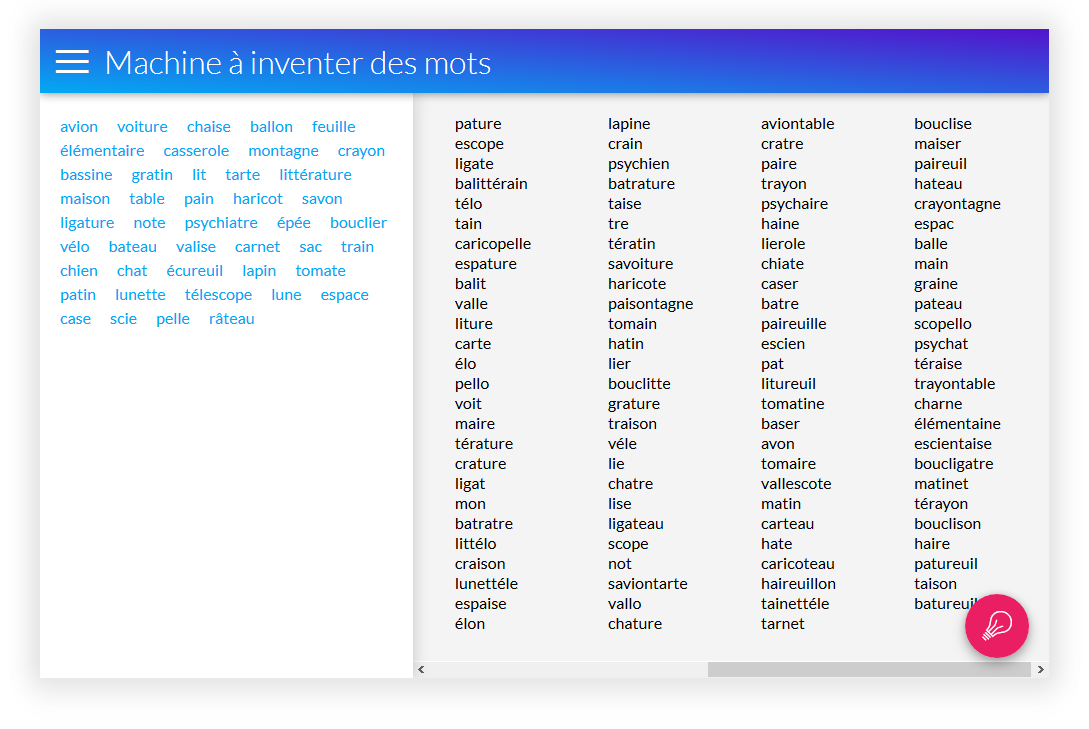 Machine à inventer des mots
avion voiture chaise ballon feuille
élémentaire casserole montagne crayon
bassine gratin lit tarte littérature
maison table pain haricot savon
ligature note psychiatre épée bouclier
vélo bateau valise carnet sac train
chien chat écureuil lapin tomate
patin lunette télescope lune espace
case scie pelle râteau
pature lapine aviontable bouclise
escope crain cratre maiser
ligate psychien paire paireuil
balittérain batrature trayon hateau
télo taise psychaire crayontagne
tain tre haine espac
caricopelle tératin lierole balle
espature savoiture chiate main
balit haricote caser graine
valle paisontagne batre pateau
liture tomain paireuille scopello
carte hatin escien psychat
élo lier pat téraise
pello bouclitte litureuil trayontable
voit grature tomatine charne
maire traison baser élémentaine
térature véle avon escientaise
crature lie tomaire boucligatre
ligat chatre vallescote matinet
mon lise matin térayon
batratre ligateau carteau bouclison
littélo scope hate haire
craison not caricoteau patureuil
lunettéle saviontarte haireuillon taison
espaise vallo tainettéle batureuil
élon chature tarnet